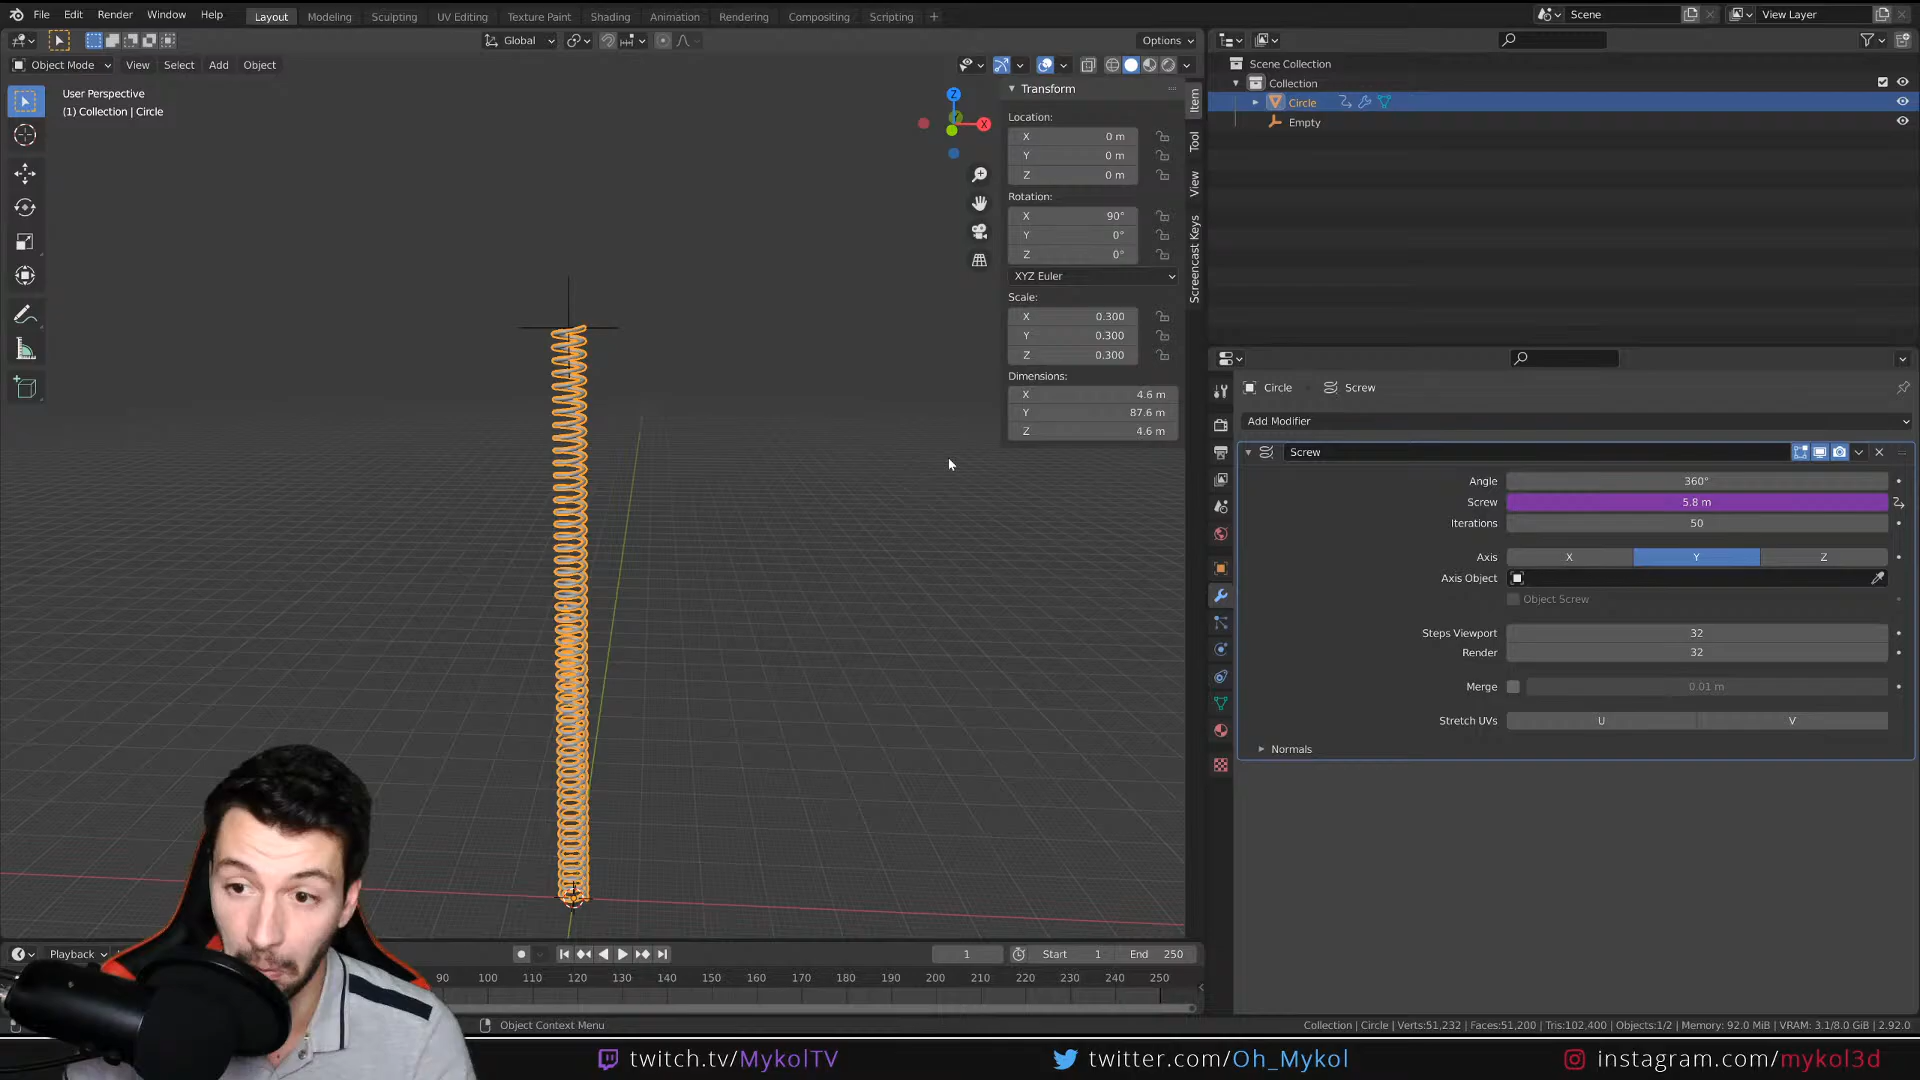 File Edit Render Window Help Layout Modeling Sculpting UV Editing Texture Paint Shading Animation Rendering Compositing Scripting + Scene View Layer
Global Options
Object Mode View Select Add Object
User Perspective
(1) Collection | Circle
Z
X
Transform
Location:
X 0 m
Y 0 m
Z 0 m
Rotation:
X 90°
Y 0°
Z 0°
XYZ Euler
Scale:
X 0.300
Y 0.300
Z 0.300
Dimensions:
X 4.6 m
Y 87.6 m
Z 4.6 m
Item
Tool
View
Screencast Keys
Scene Collection
Collection
Circle
Empty
Circle Screw
Add Modifier
Screw
Angle 360°
Screw 5.8 m
Iterations 50
Axis X Y Z
Axis Object
Object Screw
Steps Viewport 32
Render 32
Merge 0.01 m
Stretch UVs U V
Normals
Playback 1 Start 1 End 250
90 100 110 120 130 140 150 160 170 180 190 200 210 220 230 240 250
Object Context Menu
Collection | Circle | Verts:51,232 | Faces:51,200 | Tris:102,400 | Objects:1/2 | Memory: 92.0 MiB | VRAM: 3.1/8.0 GiB | 2.92.0
twitch.tv/MykolTV twitter.com/Oh_Mykol instagram.com/mykol3d